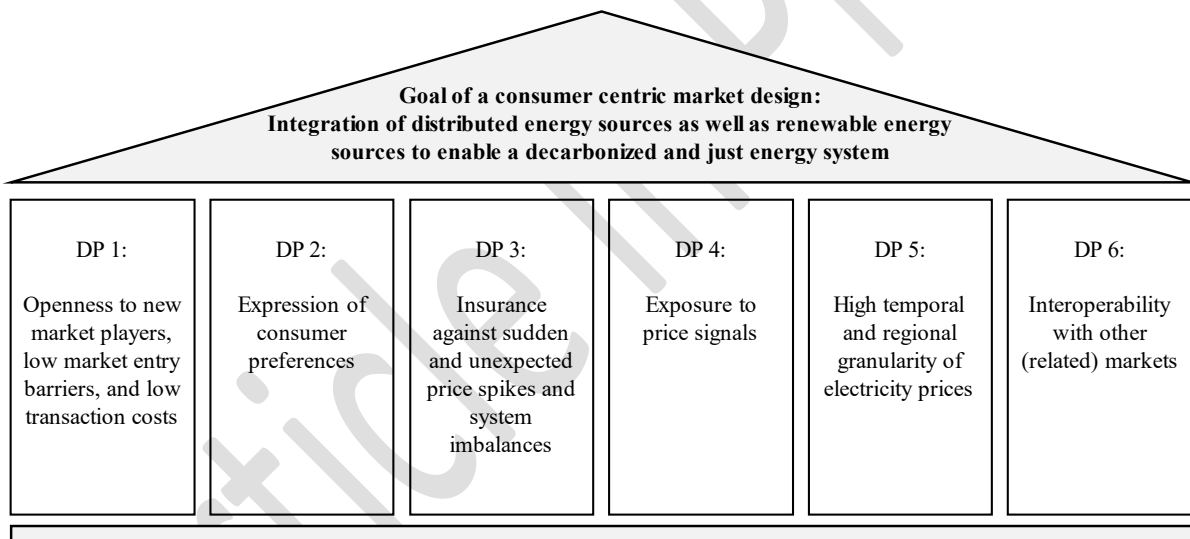 Goal of a consumer centric market design:
Integration of distributed energy sources as well as renewable energy
sources to enable a decarbonized and just energy system
DP 1:
Openness to new
market players,
low market entry
barriers, and low
transaction costs
DP 2:
Expression of
consumer
preferences
DP 3:
Insurance
against sudden
and unexpected
price spikes and
system
imbalances
DP 4:
Exposure to
price signals
DP 5:
High temporal
and regional
granularity of
electricity prices
DP 6:
Interoperability
with other
(related) markets